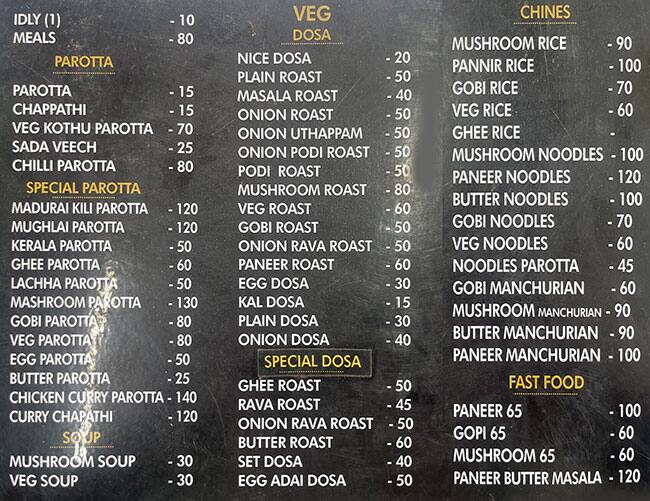 IDLY (1) - 10
MEALS - 80
PAROTTA
PAROTTA - 15
CHAPPATHI - 15
VEG KOTHU PAROTTA - 70
SADA VEECH - 25
CHILLI PAROTTA - 80
SPECIAL PAROTTA
MADURAI KILI PAROTTA - 120
MUGHLAI PAROTTA - 120
KERALA PAROTTA - 50
GHEE PAROTTA - 60
LACHHA PAROTTA - 50
MASHROOM PAROTTA - 130
GOBI PAROTTA - 80
VEG PAROTTA - 80
EGG PAROTTA - 50
BUTTER PAROTTA - 25
CHICKEN CURRY PAROTTA - 140
CURRY CHAPATHI - 120
SOUP
MUSHROOM SOUP - 30
VEG SOUP - 30
VEG
DOSA
NICE DOSA - 20
PLAIN ROAST - 50
MASALA ROAST - 40
ONION ROAST - 50
ONION UTHAPPAM - 50
ONION PODI ROAST - 50
PODI ROAST - 50
MUSHROOM ROAST - 80
VEG ROAST - 60
GOBI ROAST - 50
ONION RAVA ROAST - 50
PANEER ROAST - 60
EGG DOSA - 30
KAL DOSA - 15
PLAIN DOSA - 30
ONION DOSA - 40
SPECIAL DOSA
GHEE ROAST - 50
RAVA ROAST - 45
ONION RAVA ROAST - 50
BUTTER ROAST - 60
SET DOSA - 40
EGG ADAI DOSA - 50
CHINES
MUSHROOM RICE - 90
PANNIR RICE - 100
GOBI RICE - 70
VEG RICE - 60
GHEE RICE -
MUSHROOM NOODLES - 100
PANEER NOODLES - 120
BUTTER NOODLES - 100
GOBI NOODLES - 70
VEG NOODLES - 60
NOODLES PAROTTA - 45
GOBI MANCHURIAN - 60
MUSHROOM MANCHURIAN - 90
BUTTER MANCHURIAN - 90
PANEER MANCHURIAN - 100
FAST FOOD
PANEER 65 - 100
GOPI 65 - 60
MUSHROOM 65 - 60
PANEER BUTTER MASALA - 120